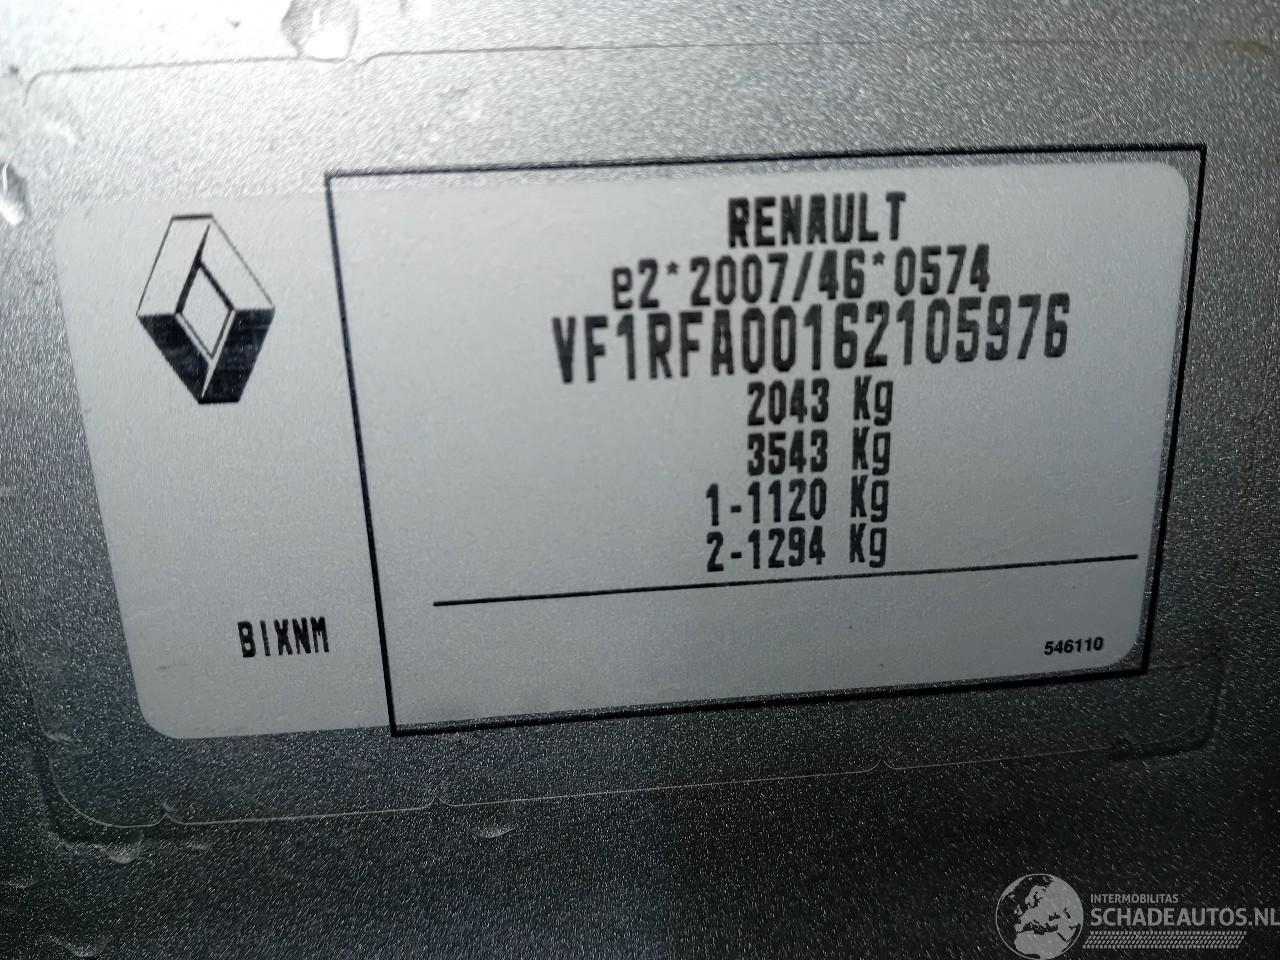 RENAULT
e2*2007/46*0574
VF1RFA00162105976
2043 Kg
3543 Kg
1-1120 Kg
2-1294 Kg
BIXNM
546110
INTERMOBILITAS
SCHADEAUTOS.NL